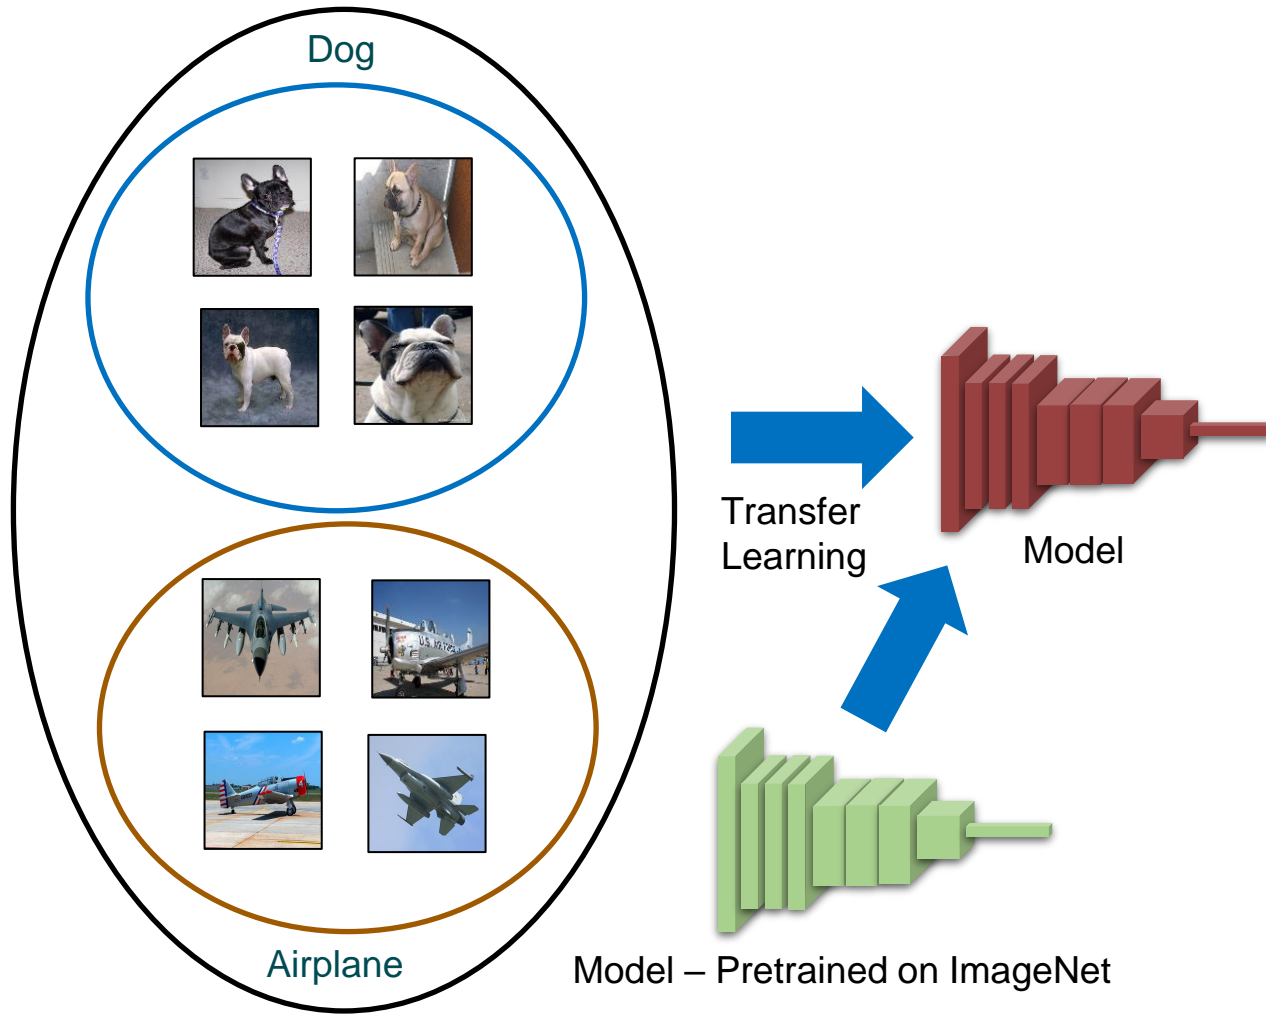 Dog
Transfer
Learning
Model
Airplane
Model – Pretrained on ImageNet